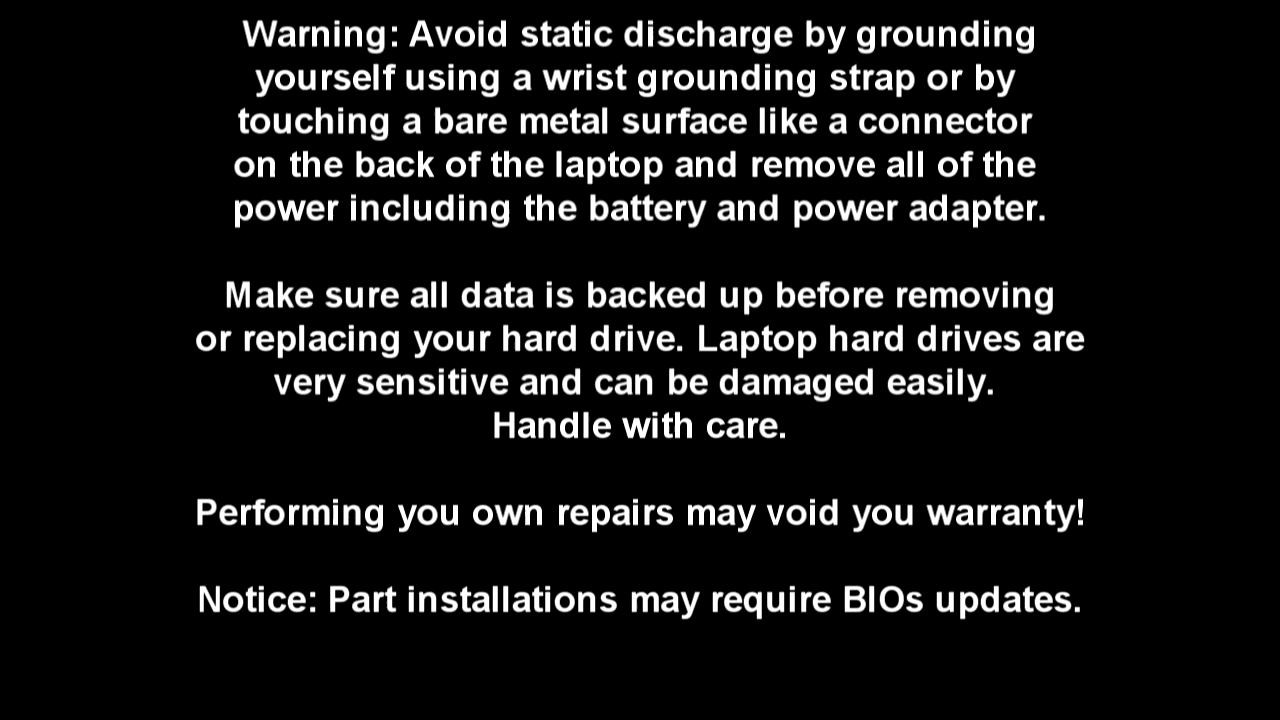 Warning: Avoid static discharge by grounding
yourself using a wrist grounding strap or by
touching a bare metal surface like a connector
on the back of the laptop and remove all of the
power including the battery and power adapter.
Make sure all data is backed up before removing
or replacing your hard drive. Laptop hard drives are
very sensitive and can be damaged easily.
Handle with care.
Performing you own repairs may void you warranty!
Notice: Part installations may require BIOs updates.